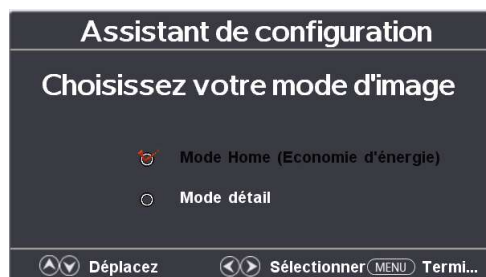 Assistant de configuration
Choisissez votre mode d'image
Mode Home (Economie d'énergie)
Mode détail
Déplacez Sélectionner MENU Termi...